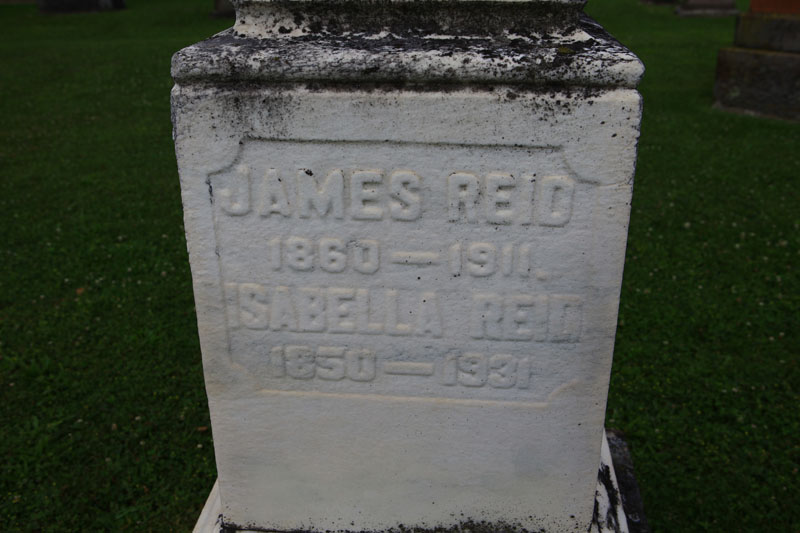 JAMES REID
1860 — 1911.
ISABELLA REID
1850 — 1931